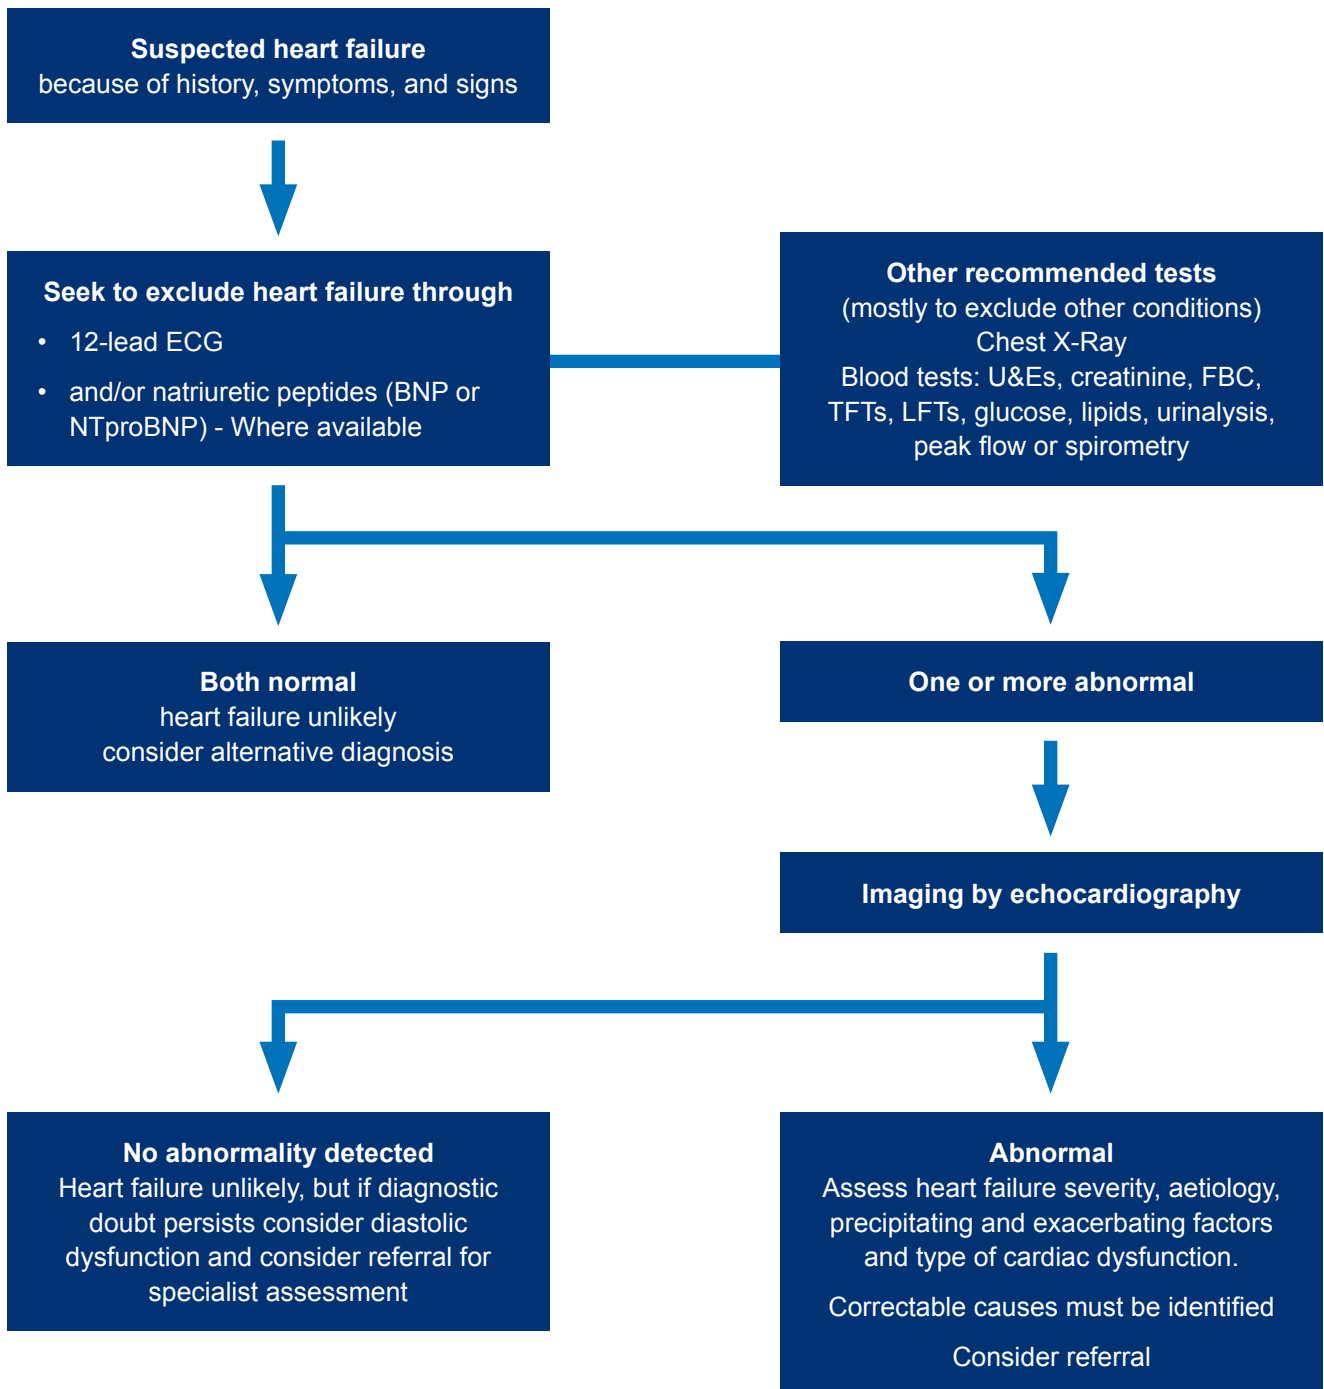 Suspected heart failure
because of history, symptoms, and signs
Seek to exclude heart failure through
• 12-lead ECG
• and/or natriuretic peptides (BNP or
NTproBNP) - Where available
Other recommended tests
(mostly to exclude other conditions)
Chest X-Ray
Blood tests: U&Es, creatinine, FBC,
TFTs, LFTs, glucose, lipids, urinalysis,
peak flow or spirometry
Both normal
heart failure unlikely
consider alternative diagnosis
One or more abnormal
Imaging by echocardiography
No abnormality detected
Heart failure unlikely, but if diagnostic
doubt persists consider diastolic
dysfunction and consider referral for
specialist assessment
Abnormal
Assess heart failure severity, aetiology,
precipitating and exacerbating factors
and type of cardiac dysfunction.
Correctable causes must be identified
Consider referral